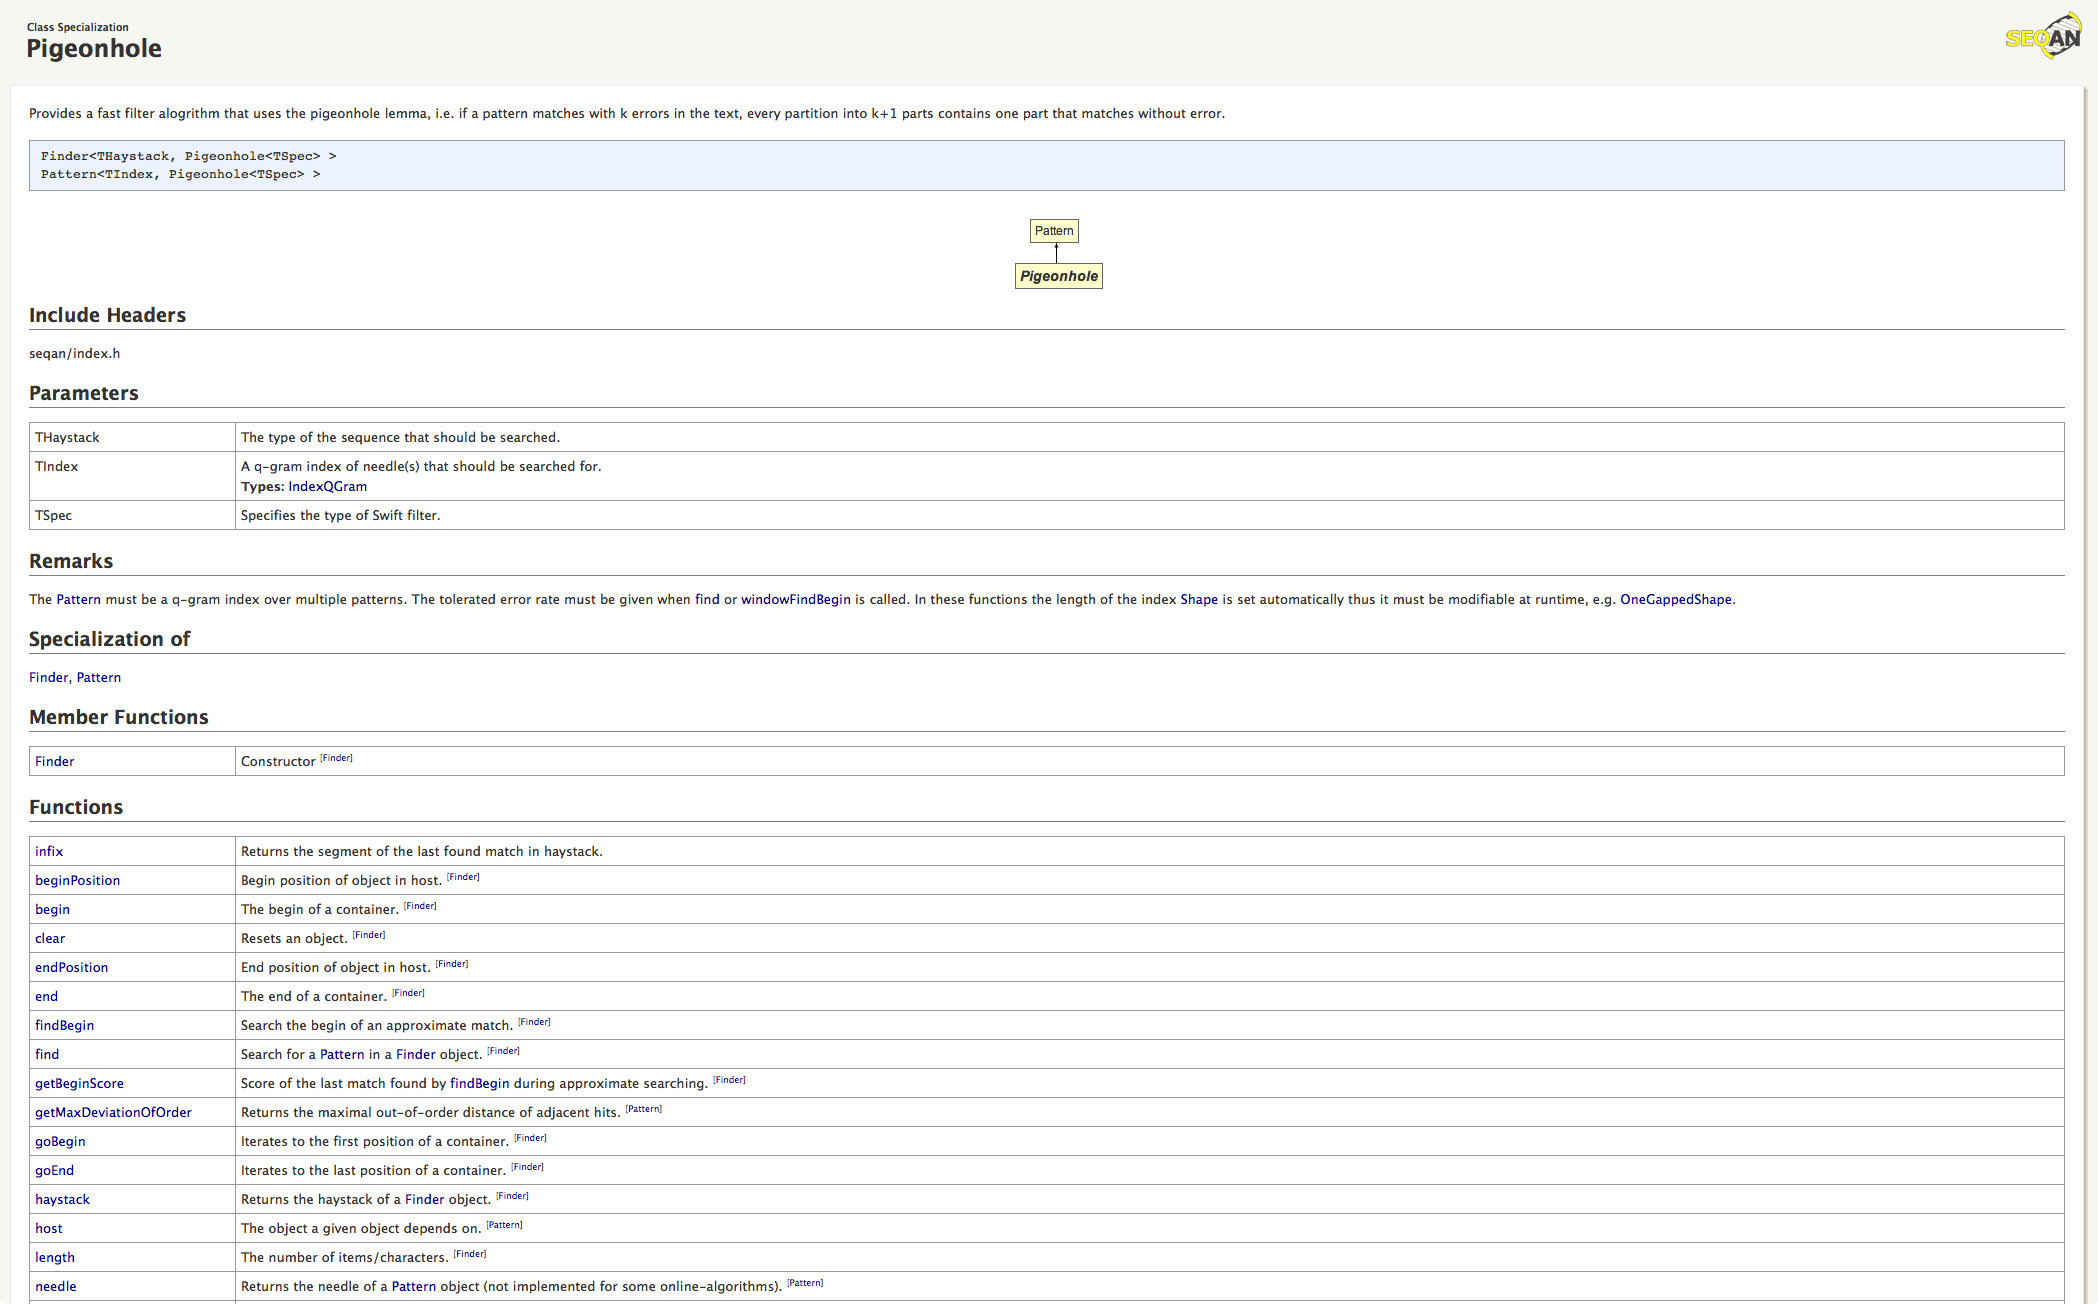 Class Specialization
Pigeonhole
SEQAN
Provides a fast filter alogrithm that uses the pigeonhole lemma, i.e. if a pattern matches with k errors in the text, every partition into k+1 parts contains one part that matches without error.
Finder<THaystack, Pigeonhole<TSpec> >
Pattern<TIndex, Pigeonhole<TSpec> >
Pattern
Pigeonhole
Include Headers
seqan/index.h
Parameters
THaystack The type of the sequence that should be searched.
TIndex A q-gram index of needle(s) that should be searched for.
Types: IndexQGram
TSpec Specifies the type of Swift filter.
Remarks
The Pattern must be a q-gram index over multiple patterns. The tolerated error rate must be given when find or windowFindBegin is called. In these functions the length of the index Shape is set automatically thus it must be modifiable at runtime, e.g. OneGappedShape.
Specialization of
Finder, Pattern
Member Functions
Finder Constructor [Finder]
Functions
infix Returns the segment of the last found match in haystack.
beginPosition Begin position of object in host. [Finder]
begin The begin of a container. [Finder]
clear Resets an object. [Finder]
endPosition End position of object in host. [Finder]
end The end of a container. [Finder]
findBegin Search the begin of an approximate match. [Finder]
find Search for a Pattern in a Finder object. [Finder]
getBeginScore Score of the last match found by findBegin during approximate searching. [Finder]
getMaxDeviationOfOrder Returns the maximal out-of-order distance of adjacent hits. [Pattern]
goBegin Iterates to the first position of a container. [Finder]
goEnd Iterates to the last position of a container. [Finder]
haystack Returns the haystack of a Finder object. [Finder]
host The object a given object depends on. [Pattern]
length The number of items/characters. [Finder]
needle Returns the needle of a Pattern object (not implemented for some online-algorithms). [Pattern]